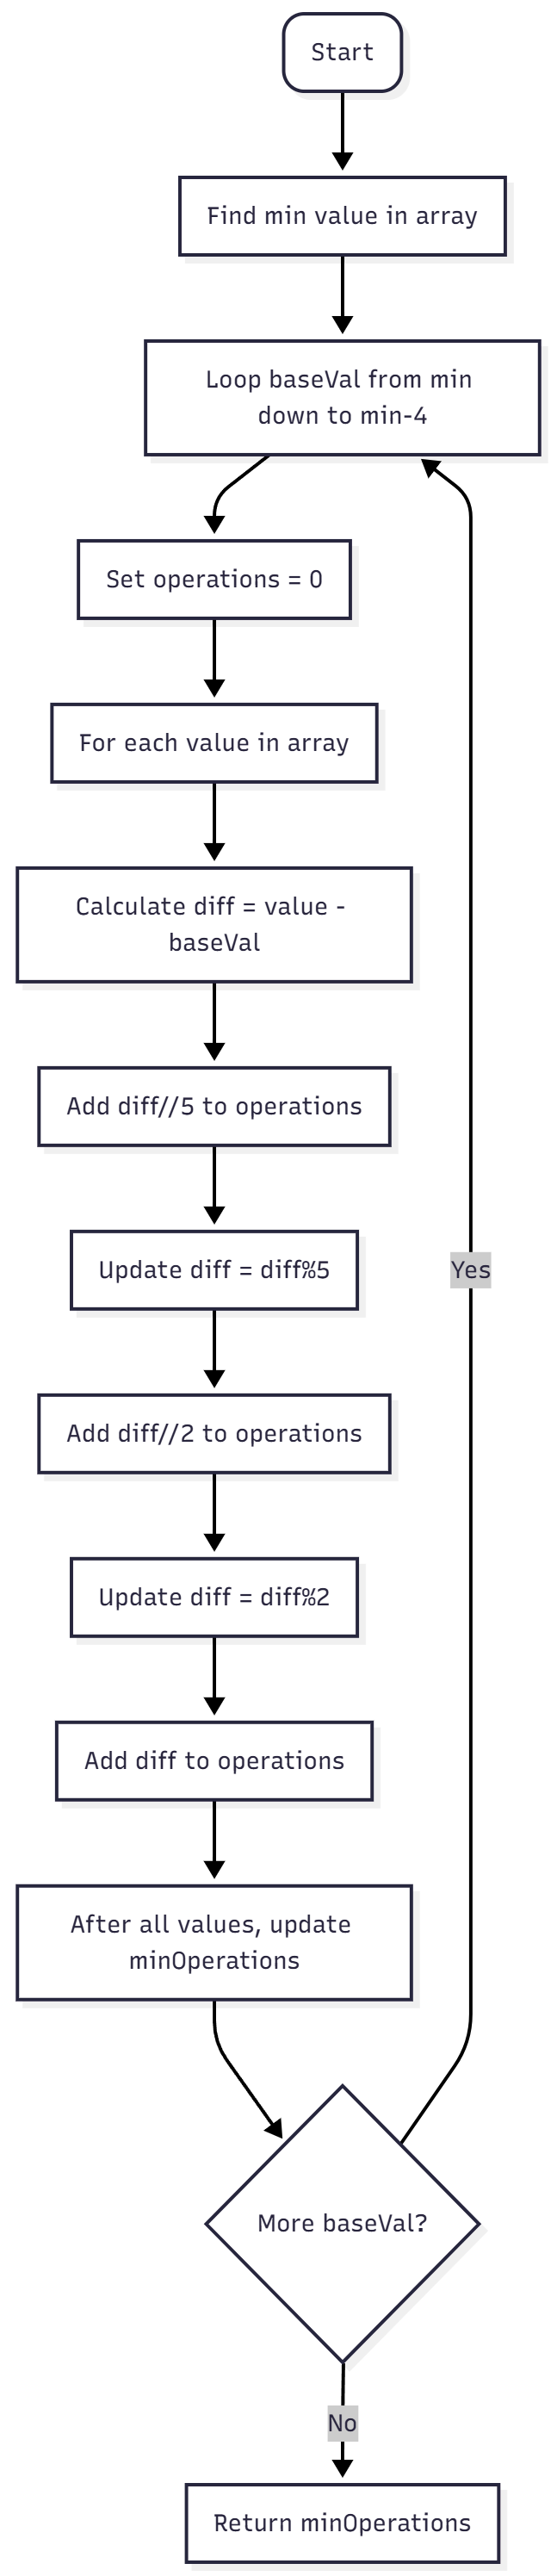 Start
Find min value in array
Loop baseVal from min
down to min-4
Set operations = 0
For each value in array
Calculate diff = value -
baseVal
Add diff//5 to operations
Update diff = diff%5
Yes
Add diff//2 to operations
Update diff = diff%2
Add diff to operations
After all values, update
minOperations
More baseVal?
No
Return minOperations